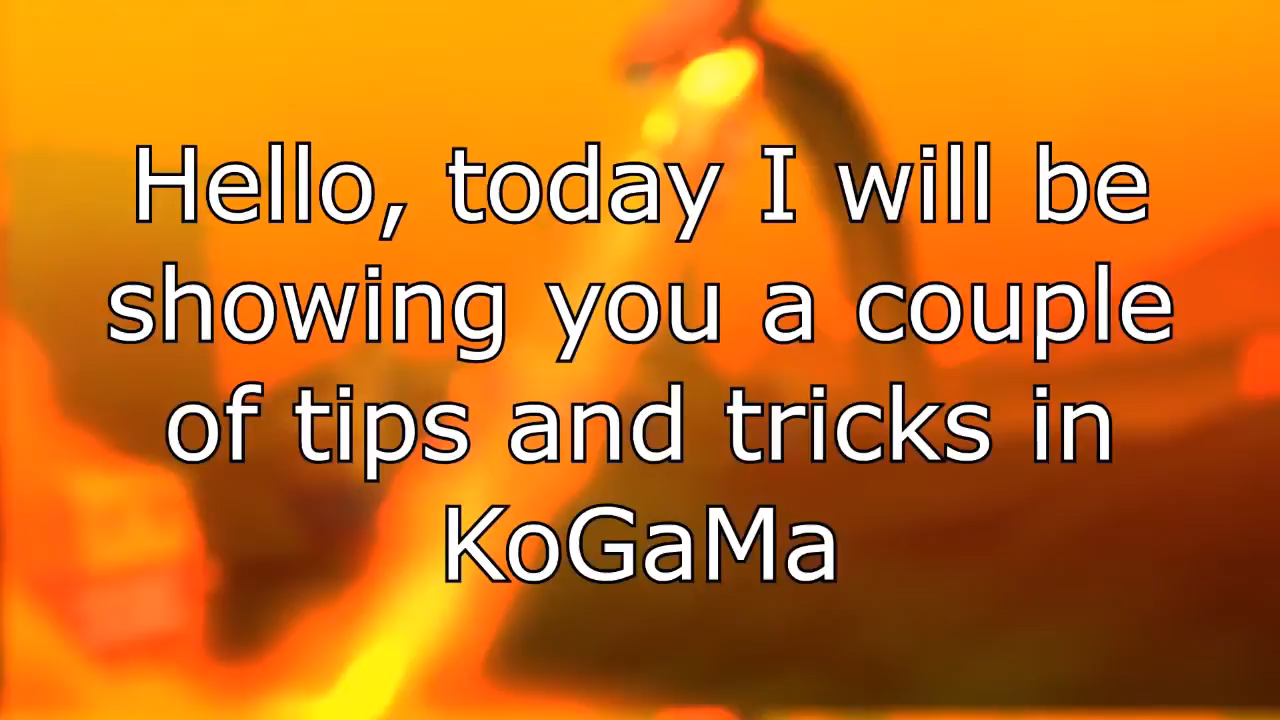 Hello, today I will be
showing you a couple
of tips and tricks in
KoGaMa